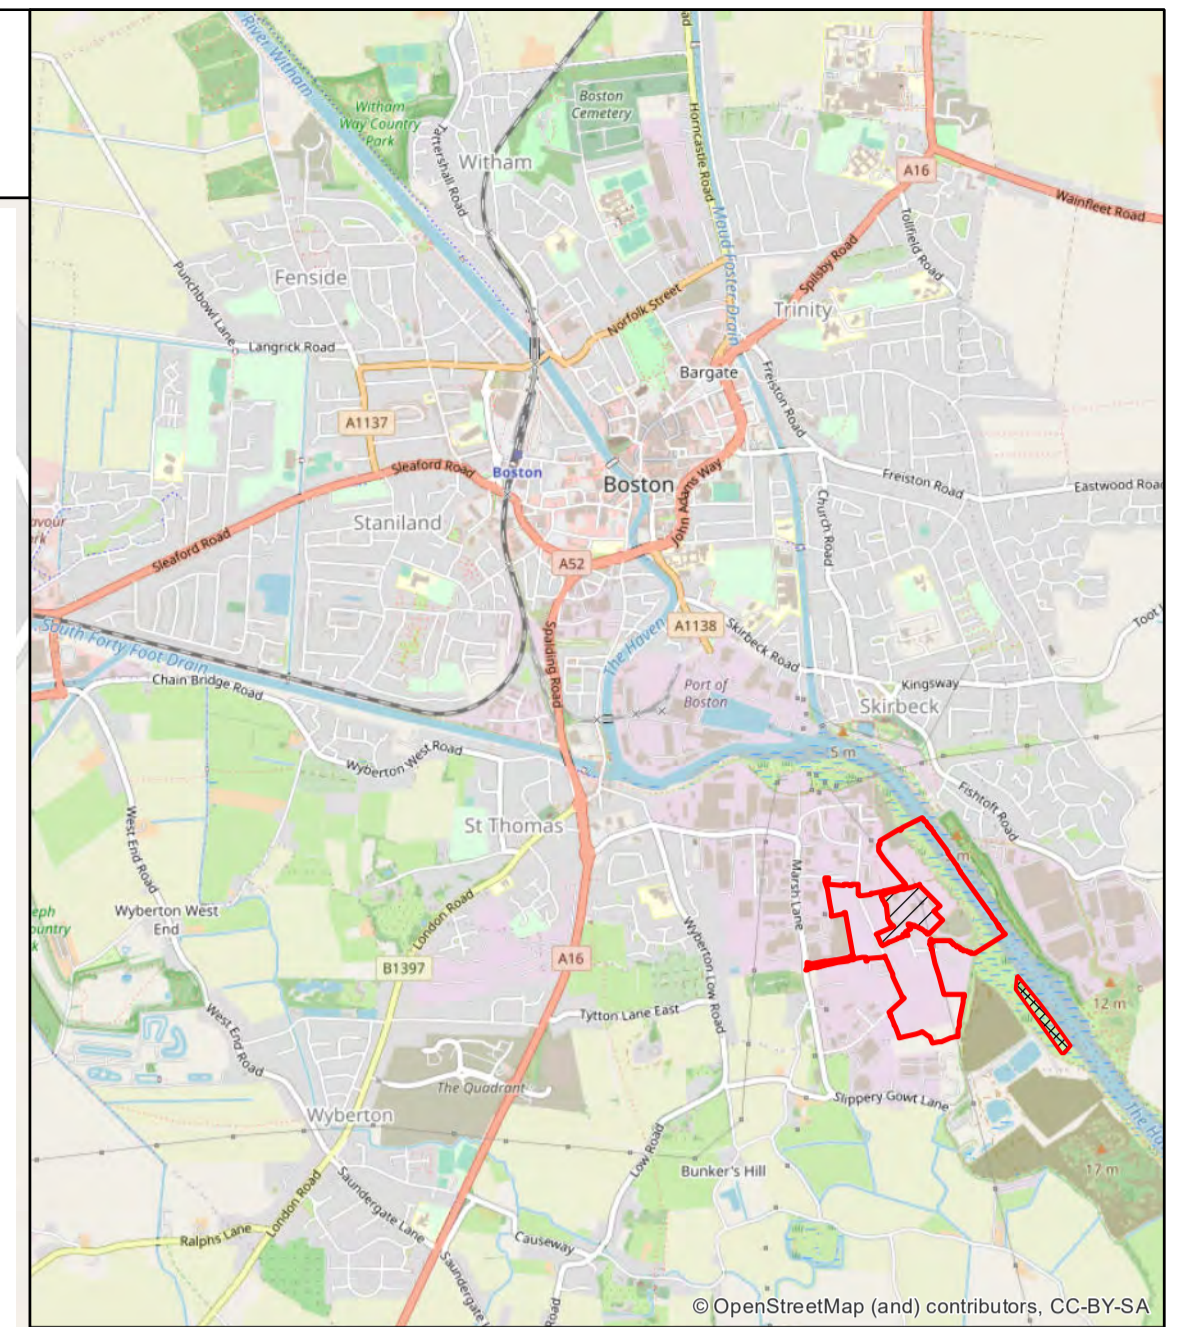 River Witham
Witham
Way Country
Park
Tattershall Road
Witham
Boston
Cemetery
Horncastle Road
Maud Foster Drain
A16
Wainfleet Road
Tollfield Road
Punchbowl Lane
Fenside
Langrick Road
Norfolk Street
Spilsby Road
Trinity
Bargate
Freiston Road
A1137
Sleaford Road
Boston
Boston
John Adams Way
Freiston Road
Eastwood Road
Church Road
Staniland
Sleaford Road
A52
South Forty Foot Drain
Chain Bridge Road
Spalding Road
The Haven
A1138
Skirbeck Road
Port of
Boston
Kingsway
Skirbeck
5 m
Wyberton West Road
St Thomas
Fishtoft Road
West End Road
Marsh Lane
Wyberton West
End
London Road
Wyberton Low Road
B1397
A16
12 m
West End Road
Tytton Lane East
The Quadrant
Slippery Gowt Lane
Wyberton
Low Road
Bunker's Hill
17 m
London Road
Saundergate Lane
Ralphs Lane
Causeway
© OpenStreetMap (and) contributors, CC-BY-SA